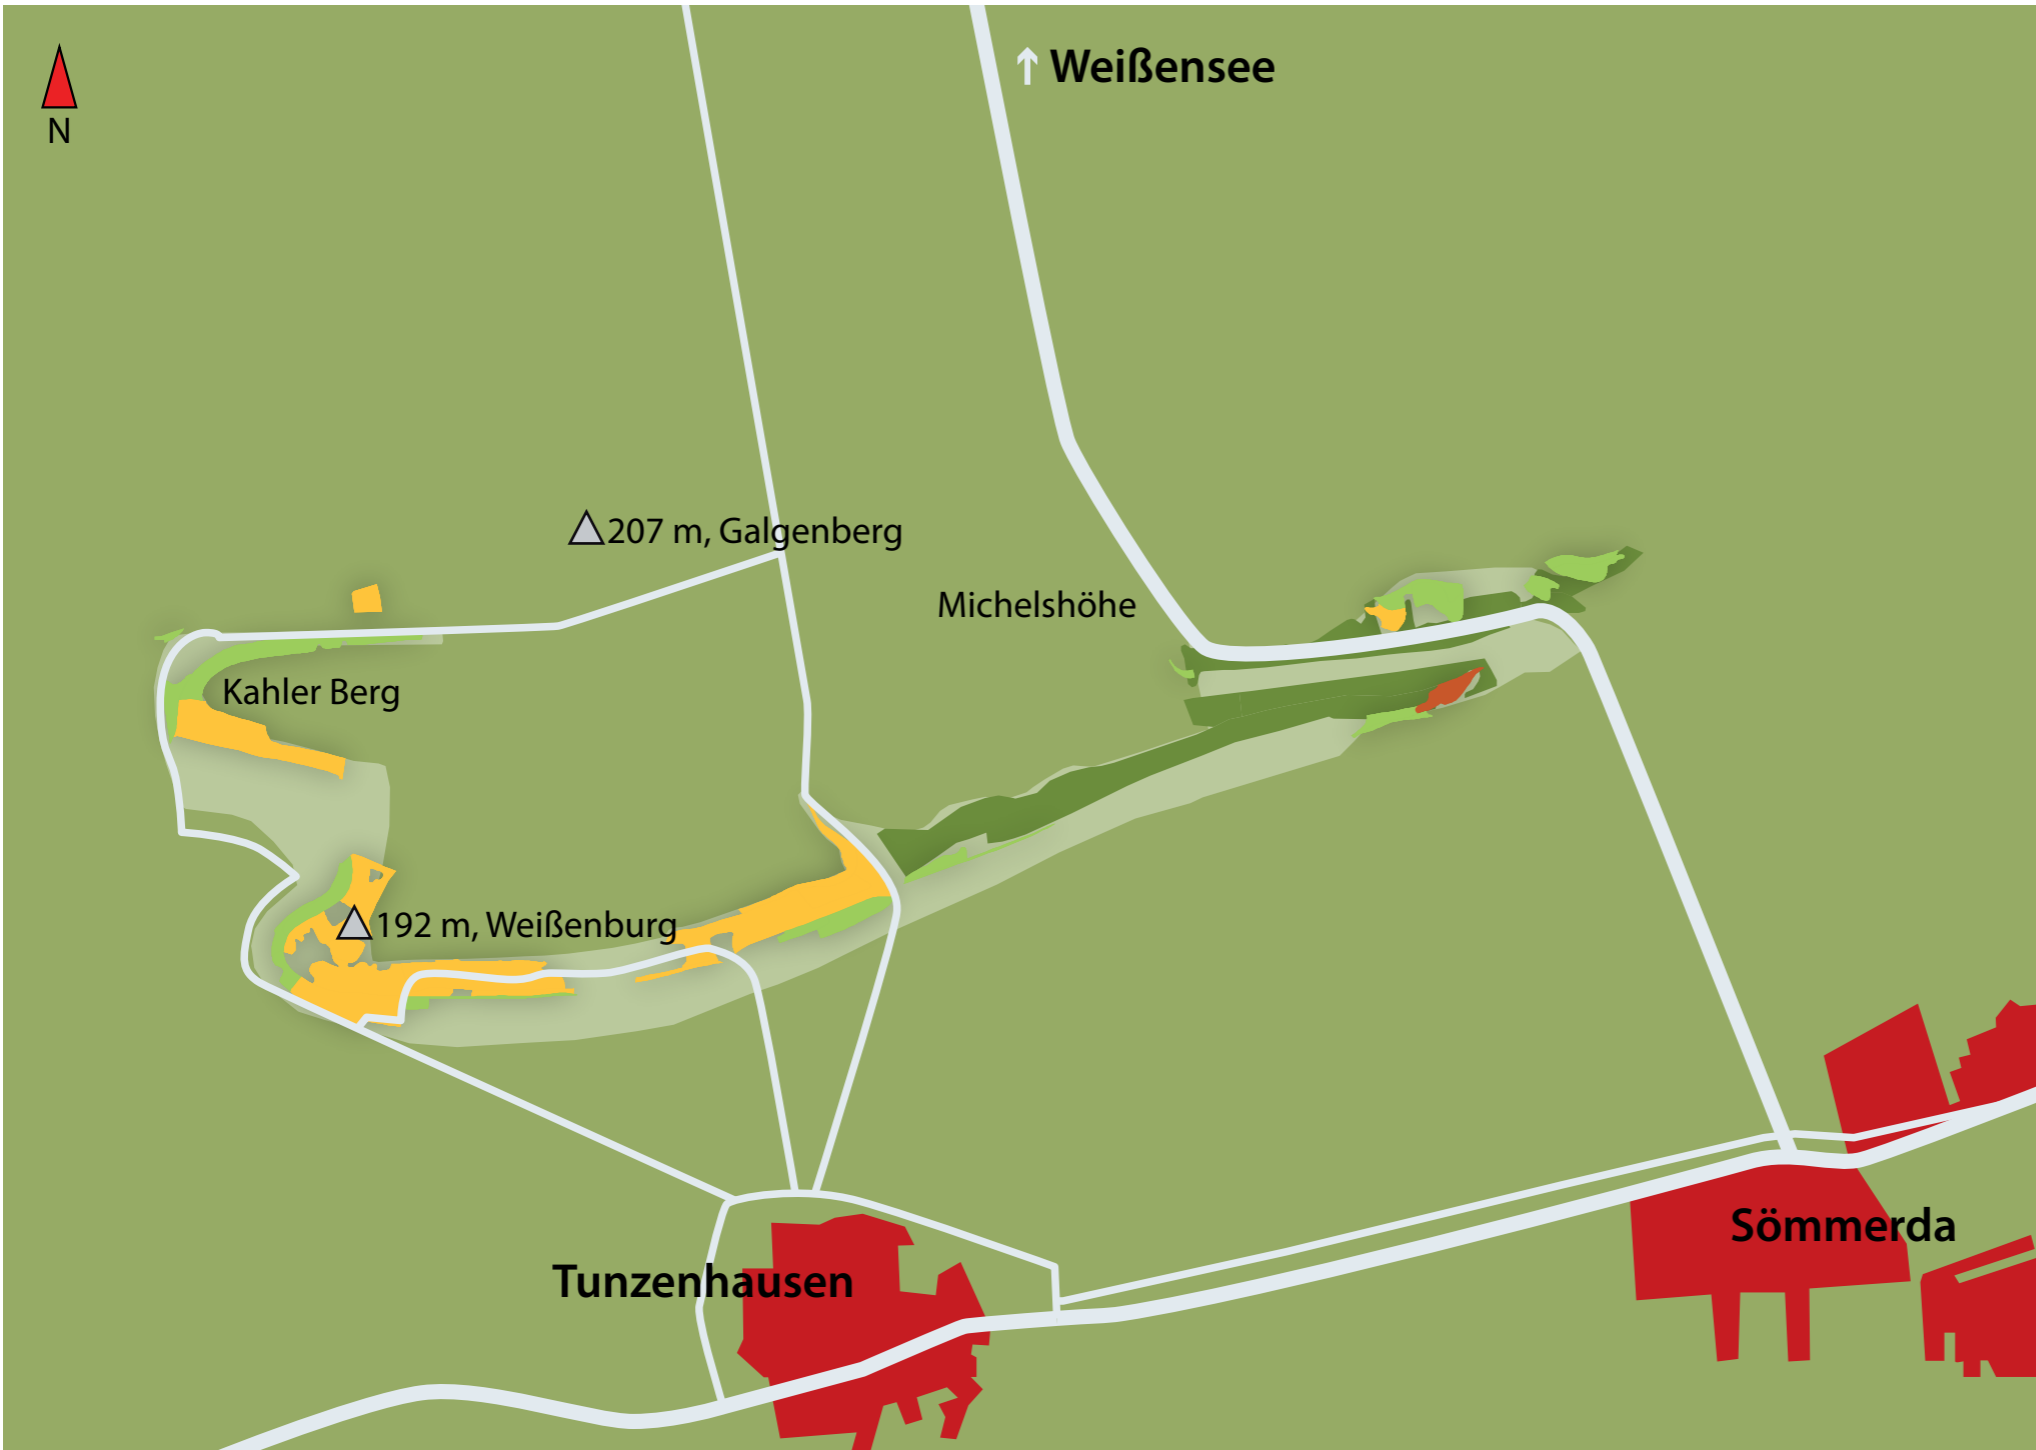 Weißensee
N
207 m, Galgenberg
Michelshöhe
Kahler Berg
192 m, Weißenburg
Sömmerda
Tunzenhausen